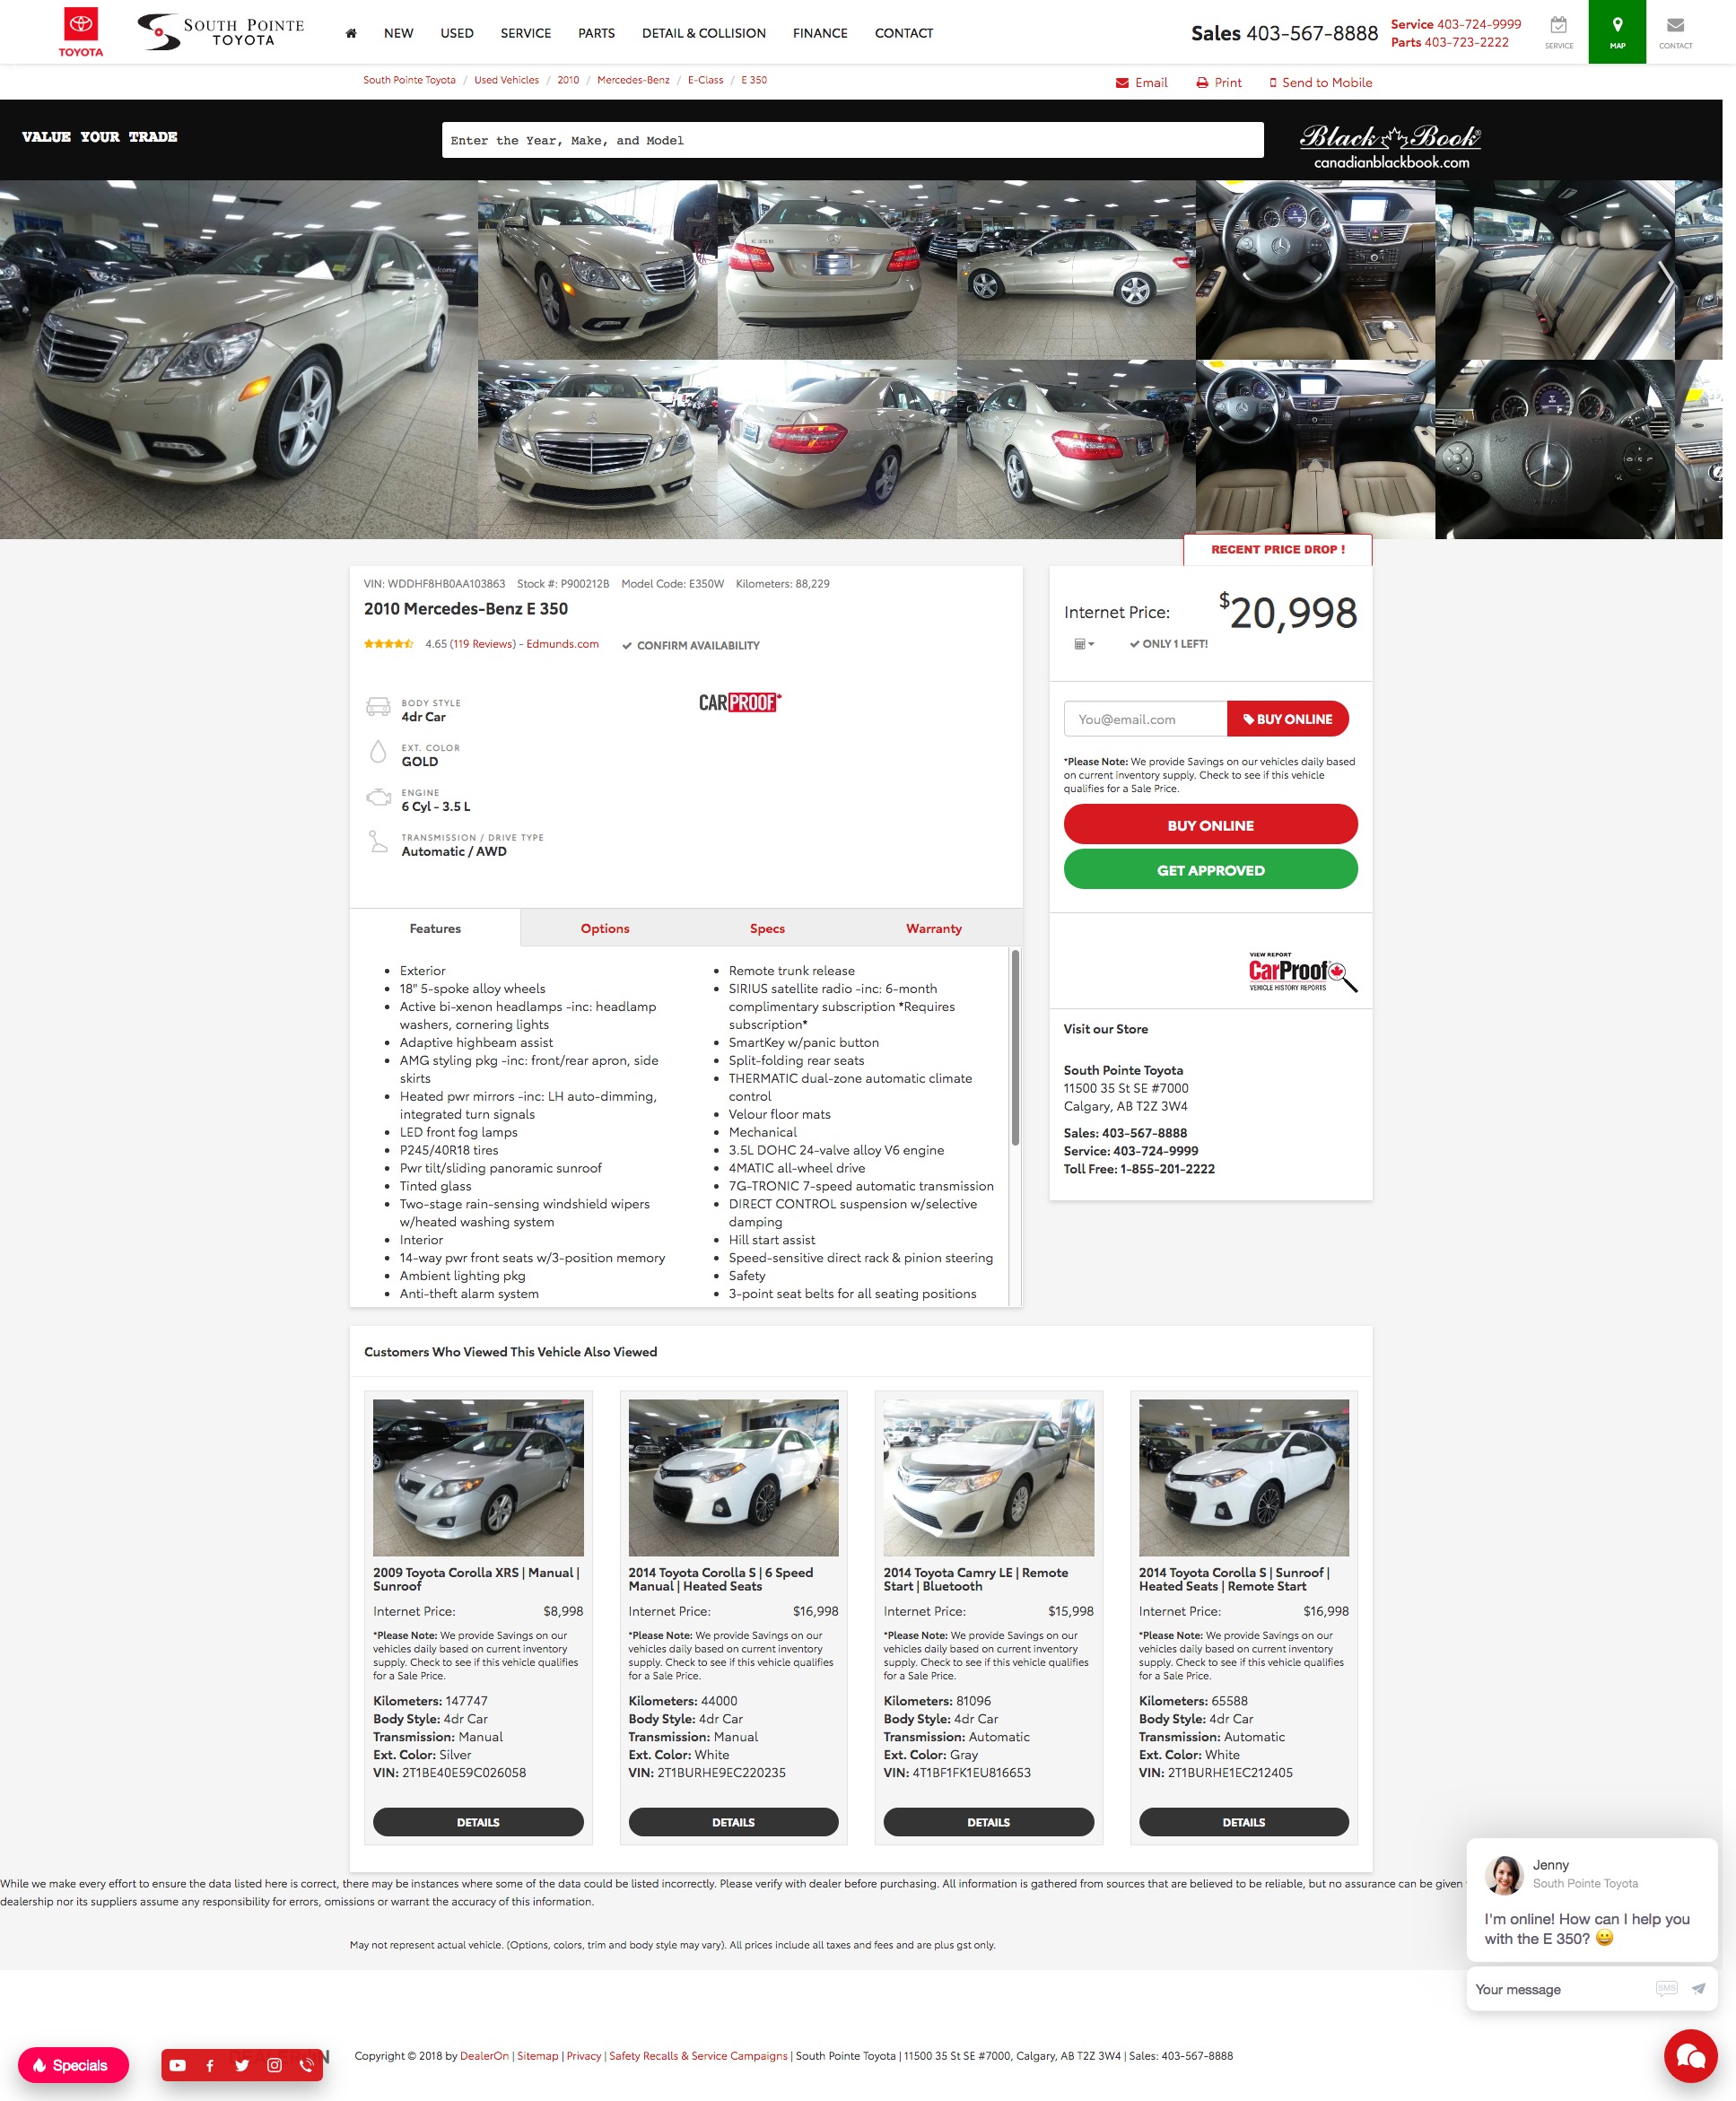 TOYOTA
SOUTH POINTE
TOYOTA
NEW USED SERVICE PARTS DETAIL & COLLISION FINANCE CONTACT
Sales 403-567-8888
Service 403-724-9999
Parts 403-723-2222
SERVICE
MAP
CONTACT
South Pointe Toyota / Used Vehicles / 2010 / Mercedes-Benz / E-Class / E 350
Email Print Send to Mobile
VALUE YOUR TRADE
Enter the Year, Make, and Model
Black Book
canadianblackbook.com
RECENT PRICE DROP !
VIN: WDDHF8HB0AA103863 Stock #: P900212B Model Code: E350W Kilometers: 88,229
2010 Mercedes-Benz E 350
4.65 (119 Reviews) - Edmunds.com
CONFIRM AVAILABILITY
BODY STYLE
4dr Car
EXT. COLOR
GOLD
ENGINE
6 Cyl - 3.5 L
TRANSMISSION / DRIVE TYPE
Automatic / AWD
CARPROOF
Features Options Specs Warranty
Exterior
18" 5-spoke alloy wheels
Active bi-xenon headlamps -inc: headlamp
washers, cornering lights
Adaptive highbeam assist
AMG styling pkg -inc: front/rear apron, side
skirts
Heated pwr mirrors -inc: LH auto-dimming,
integrated turn signals
LED front fog lamps
P245/40R18 tires
Pwr tilt/sliding panoramic sunroof
Tinted glass
Two-stage rain-sensing windshield wipers
w/heated washing system
Interior
14-way pwr front seats w/3-position memory
Ambient lighting pkg
Anti-theft alarm system
Remote trunk release
SIRIUS satellite radio -inc: 6-month
complimentary subscription *Requires
subscription*
SmartKey w/panic button
Split-folding rear seats
THERMATIC dual-zone automatic climate
control
Velour floor mats
Mechanical
3.5L DOHC 24-valve alloy V6 engine
4MATIC all-wheel drive
7G-TRONIC 7-speed automatic transmission
DIRECT CONTROL suspension w/selective
damping
Hill start assist
Speed-sensitive direct rack & pinion steering
Safety
3-point seat belts for all seating positions
Internet Price: $20,998
ONLY 1 LEFT!
You@email.com
BUY ONLINE
*Please Note: We provide Savings on our vehicles daily based
on current inventory supply. Check to see if this vehicle
qualifies for a Sale Price.
BUY ONLINE
GET APPROVED
VIEW REPORT
CarProof
VEHICLE HISTORY REPORTS
Visit our Store
South Pointe Toyota
11500 35 St SE #7000
Calgary, AB T2Z 3W4
Sales: 403-567-8888
Service: 403-724-9999
Toll Free: 1-855-201-2222
Customers Who Viewed This Vehicle Also Viewed
2009 Toyota Corolla XRS | Manual |
Sunroof
Internet Price: $8,998
*Please Note: We provide Savings on our
vehicles daily based on current inventory
supply. Check to see if this vehicle qualifies
for a Sale Price.
Kilometers: 147747
Body Style: 4dr Car
Transmission: Manual
Ext. Color: Silver
VIN: 2T1BE40E59C026058
DETAILS
2014 Toyota Corolla S | 6 Speed
Manual | Heated Seats
Internet Price: $16,998
*Please Note: We provide Savings on our
vehicles daily based on current inventory
supply. Check to see if this vehicle qualifies
for a Sale Price.
Kilometers: 44000
Body Style: 4dr Car
Transmission: Manual
Ext. Color: White
VIN: 2T1BURHE9EC220235
DETAILS
2014 Toyota Camry LE | Remote
Start | Bluetooth
Internet Price: $15,998
*Please Note: We provide Savings on our
vehicles daily based on current inventory
supply. Check to see if this vehicle qualifies
for a Sale Price.
Kilometers: 81096
Body Style: 4dr Car
Transmission: Automatic
Ext. Color: Gray
VIN: 4T1BF1FK1EU816653
DETAILS
2014 Toyota Corolla S | Sunroof |
Heated Seats | Remote Start
Internet Price: $16,998
*Please Note: We provide Savings on our
vehicles daily based on current inventory
supply. Check to see if this vehicle qualifies
for a Sale Price.
Kilometers: 65588
Body Style: 4dr Car
Transmission: Automatic
Ext. Color: White
VIN: 2T1BURHE1EC212405
DETAILS
While we make every effort to ensure the data listed here is correct, there may be instances where some of the data could be listed incorrectly. Please verify with dealer before purchasing. All information is gathered from sources that are believed to be reliable, but no assurance can be given
dealership nor its suppliers assume any responsibility for errors, omissions or warrant the accuracy of this information.
May not represent actual vehicle. (Options, colors, trim and body style may vary). All prices include all taxes and fees and are plus gst only.
Jenny
South Pointe Toyota
I'm online! How can I help you
with the E 350?
Your message
SMS
Specials
Copyright © 2018 by DealerOn | Sitemap | Privacy | Safety Recalls & Service Campaigns | South Pointe Toyota | 11500 35 St SE #7000, Calgary, AB T2Z 3W4 | Sales: 403-567-8888